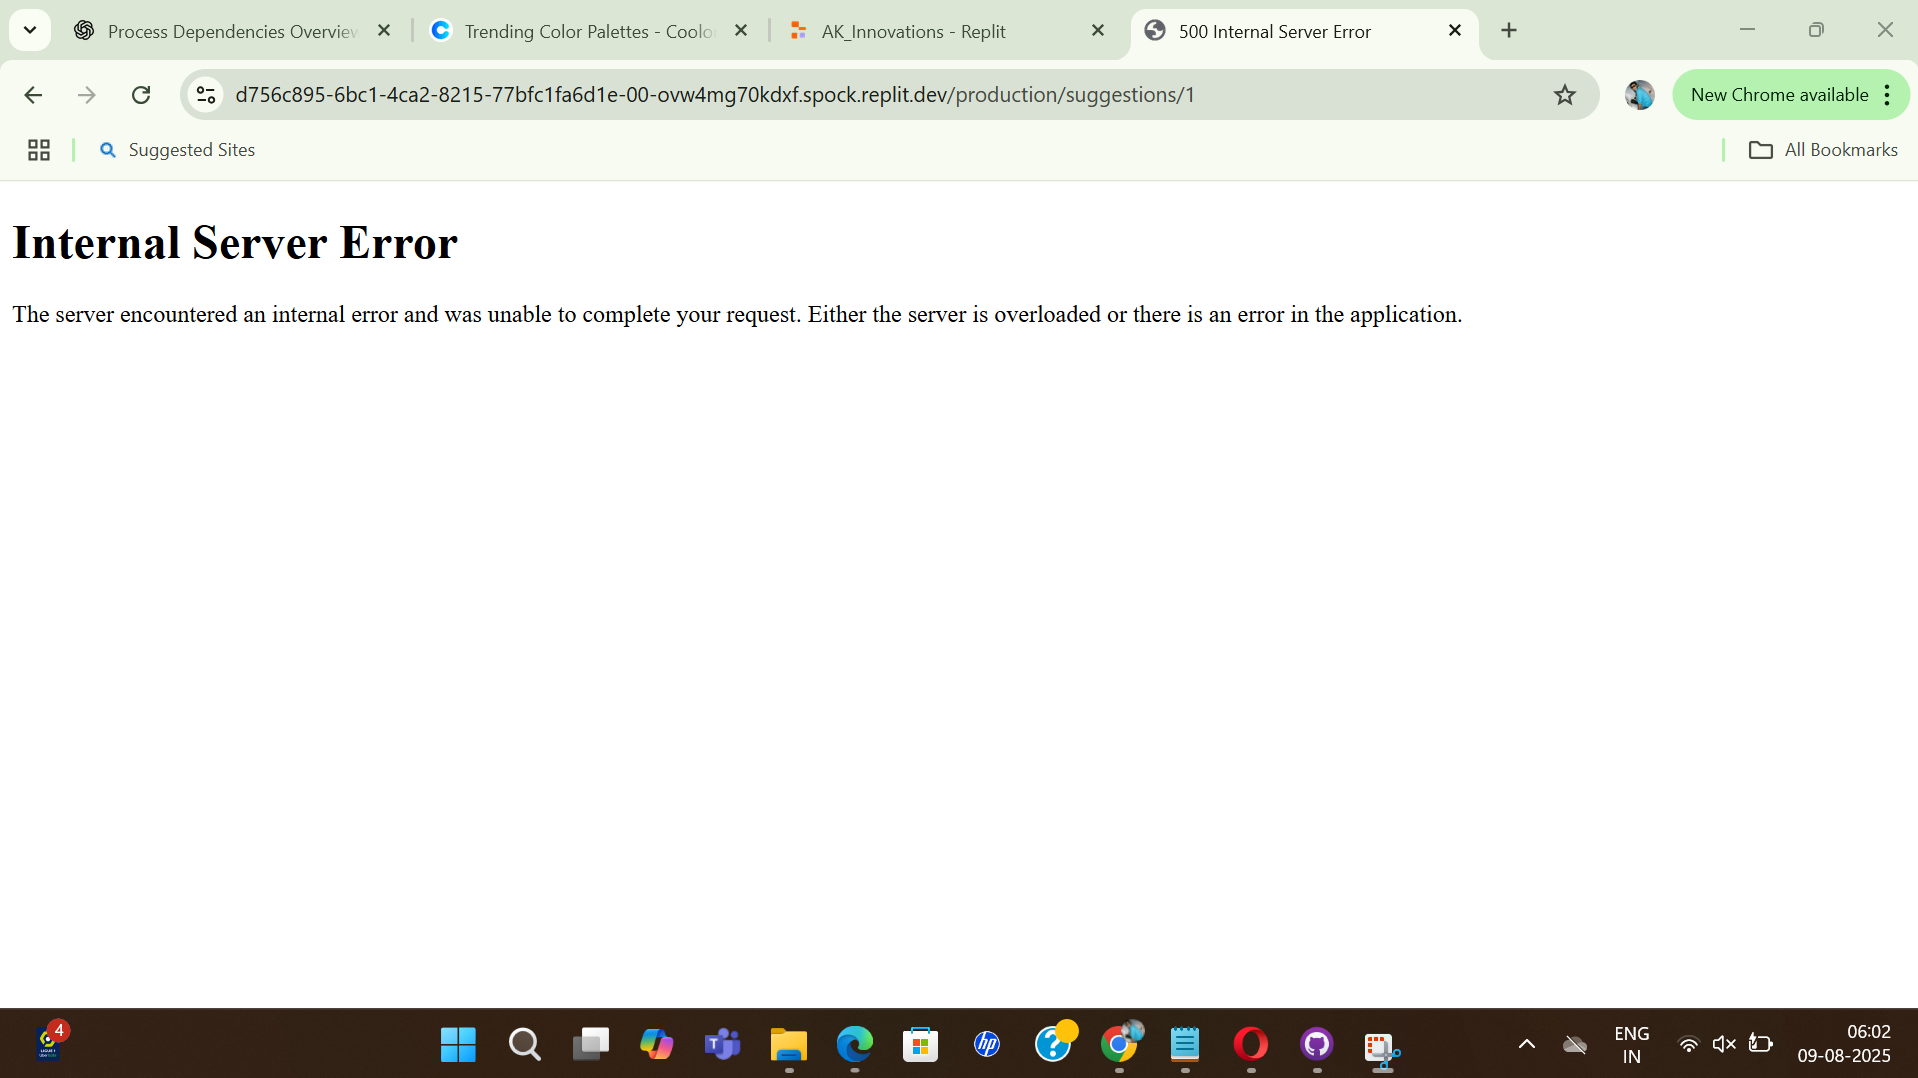 Process Dependencies Overview
Trending Color Palettes - Coolo
AK_Innovations - Replit
500 Internal Server Error
d756c895-6bc1-4ca2-8215-77bfc1fa6d1e-00-ovw4mg70kdxf.spock.replit.dev/production/suggestions/1
New Chrome available
Suggested Sites
All Bookmarks
Internal Server Error
The server encountered an internal error and was unable to complete your request. Either the server is overloaded or there is an error in the application.
4
LIGUE 1
T
hp
?
ENG
IN
06:02
09-08-2025